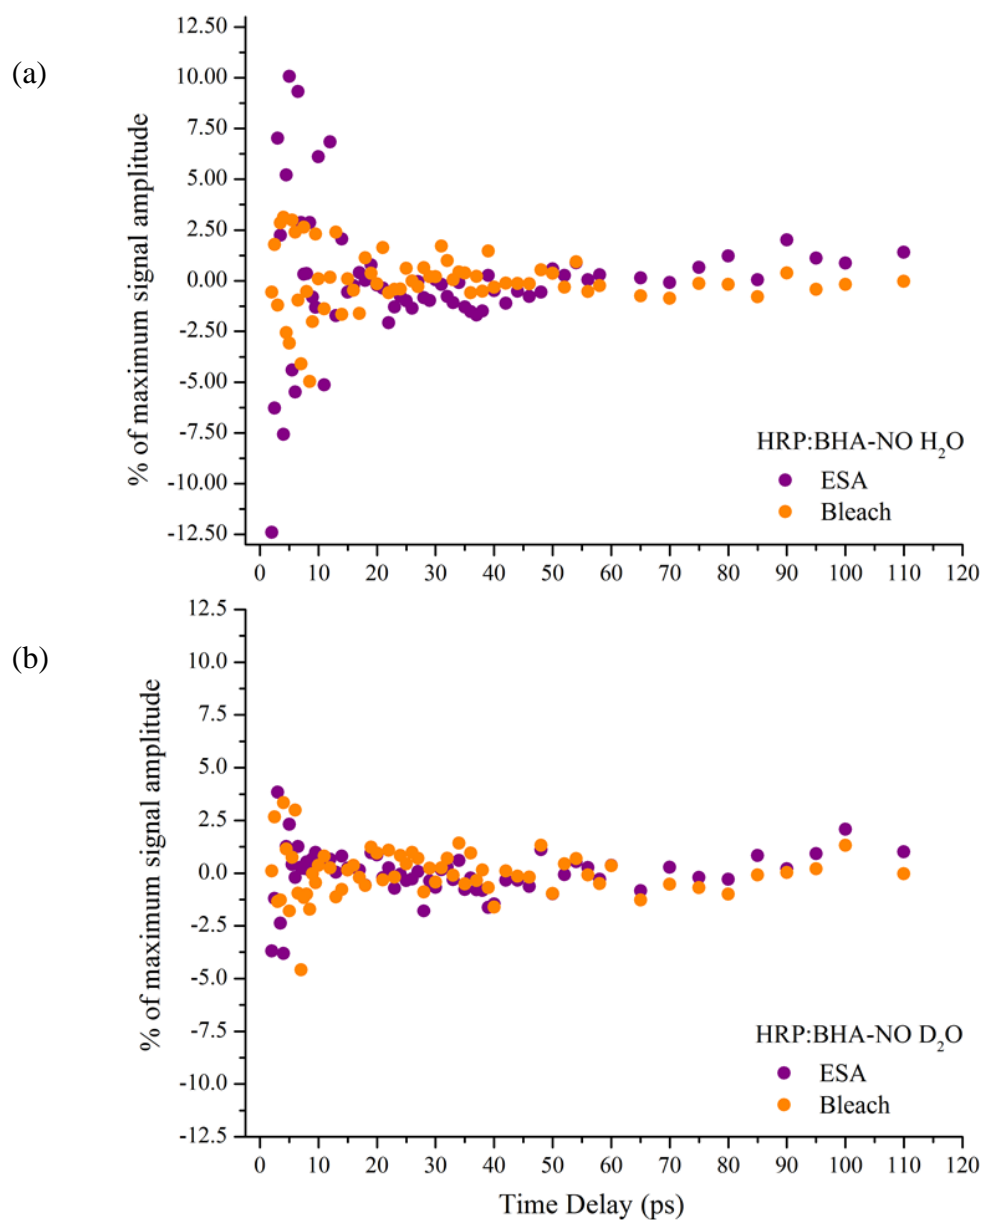 (a)
% of maximum signal amplitude
12.50
10.00
7.50
5.00
2.50
0.00
-2.50
-5.00
-7.50
-10.00
-12.50
HRP:BHA-NO H₂O
ESA
Bleach
0 10 20 30 40 50 60 70 80 90 100 110 120
(b)
% of maximum signal amplitude
12.5
10.0
7.5
5.0
2.5
0.0
-2.5
-5.0
-7.5
-10.0
-12.5
HRP:BHA-NO D₂O
ESA
Bleach
0 10 20 30 40 50 60 70 80 90 100 110 120
Time Delay (ps)